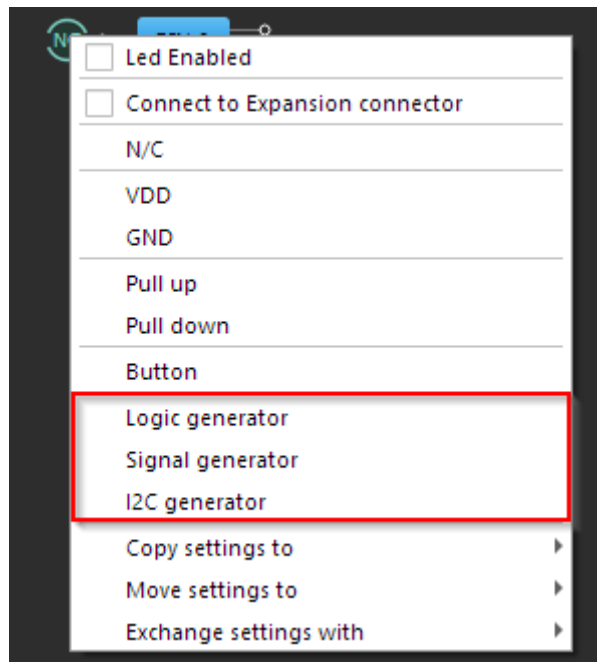 Led Enabled
Connect to Expansion connector
N/C
VDD
GND
Pull up
Pull down
Button
Logic generator
Signal generator
I2C generator
Copy settings to
Move settings to
Exchange settings with